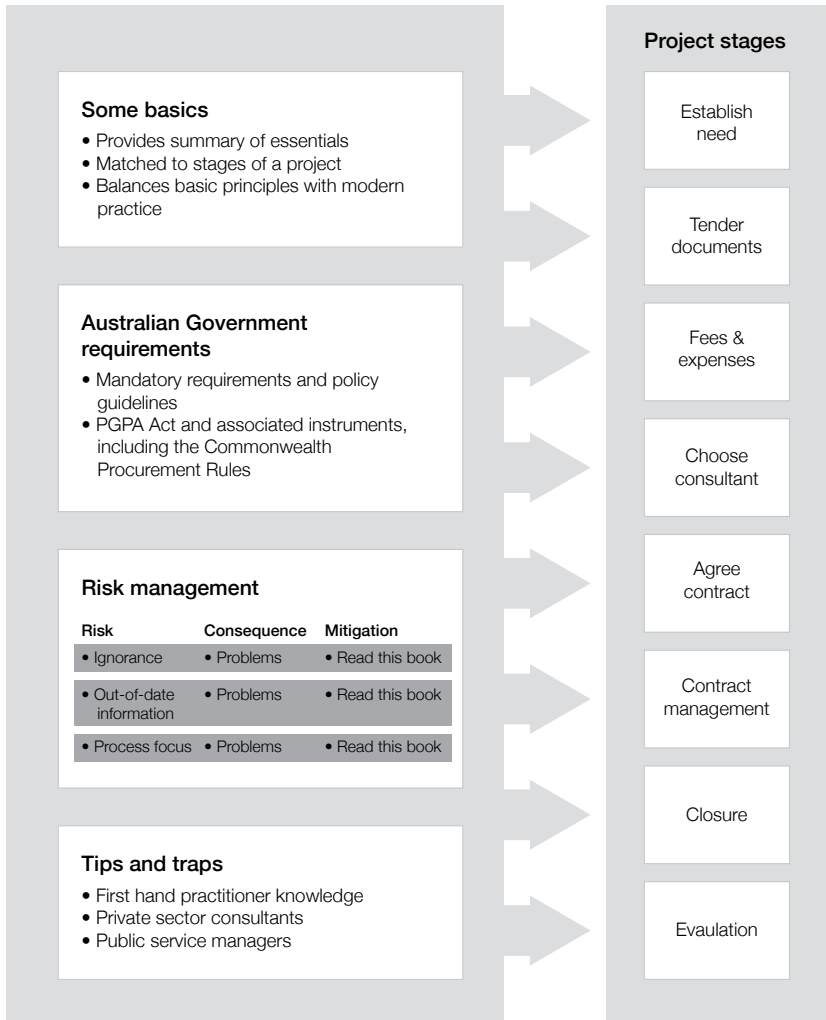 Some basics
• Provides summary of essentials
• Matched to stages of a project
• Balances basic principles with modern
practice
Australian Government
requirements
• Mandatory requirements and policy
guidelines
• PGPA Act and associated instruments,
including the Commonwealth
Procurement Rules
Risk management
Risk Consequence Mitigation
• Ignorance • Problems • Read this book
• Out-of-date • Problems • Read this book
information
• Process focus • Problems • Read this book
Tips and traps
• First hand practitioner knowledge
• Private sector consultants
• Public service managers
Project stages
Establish
need
Tender
documents
Fees &
expenses
Choose
consultant
Agree
contract
Contract
management
Closure
Evaulation